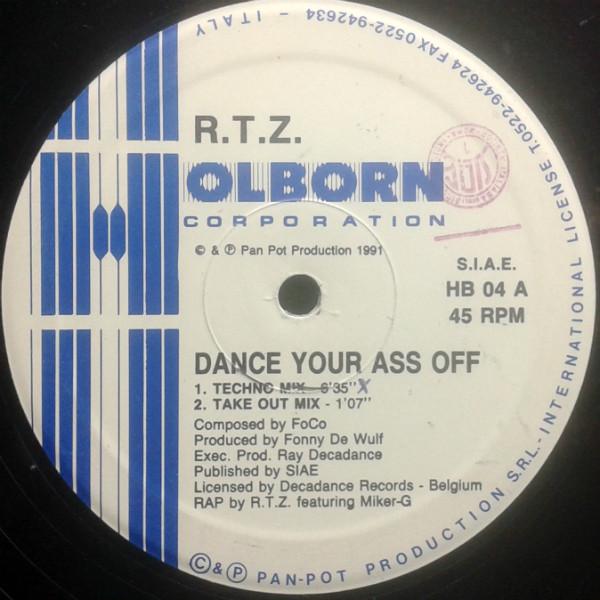 R.T.Z.
HOLBORN
CORPORATION
© & ℗ Pan Pot Production 1991
S.I.A.E.
HB 04 A
45 RPM
DANCE YOUR ASS OFF
1. TECHNO MIX - 6'35" X
2. TAKE OUT MIX - 1'07"
Composed by FoCo
Produced by Fonny De Wulf
Exec. Prod. Ray Decadance
Published by SIAE
Licensed by Decadance Records - Belgium
RAP by R.T.Z. featuring Miker-G
© & ℗ PAN-POT PRODUCTION S.R.L. - INTERNATIONAL LICENSE T.0522-942624 FAX 0522-942634 - ITALY